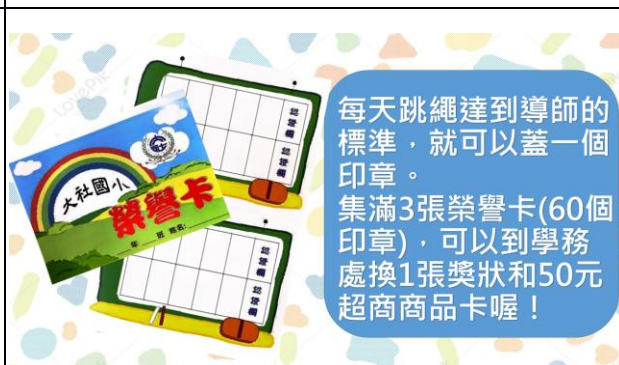 大社國小
榮譽卡
年 班 姓名:
每天跳繩達到導師的
標準，就可以蓋一個
印章。
集滿3張榮譽卡(60個
印章)，可以到學務
處換1張獎狀和50元
超商商品卡喔！